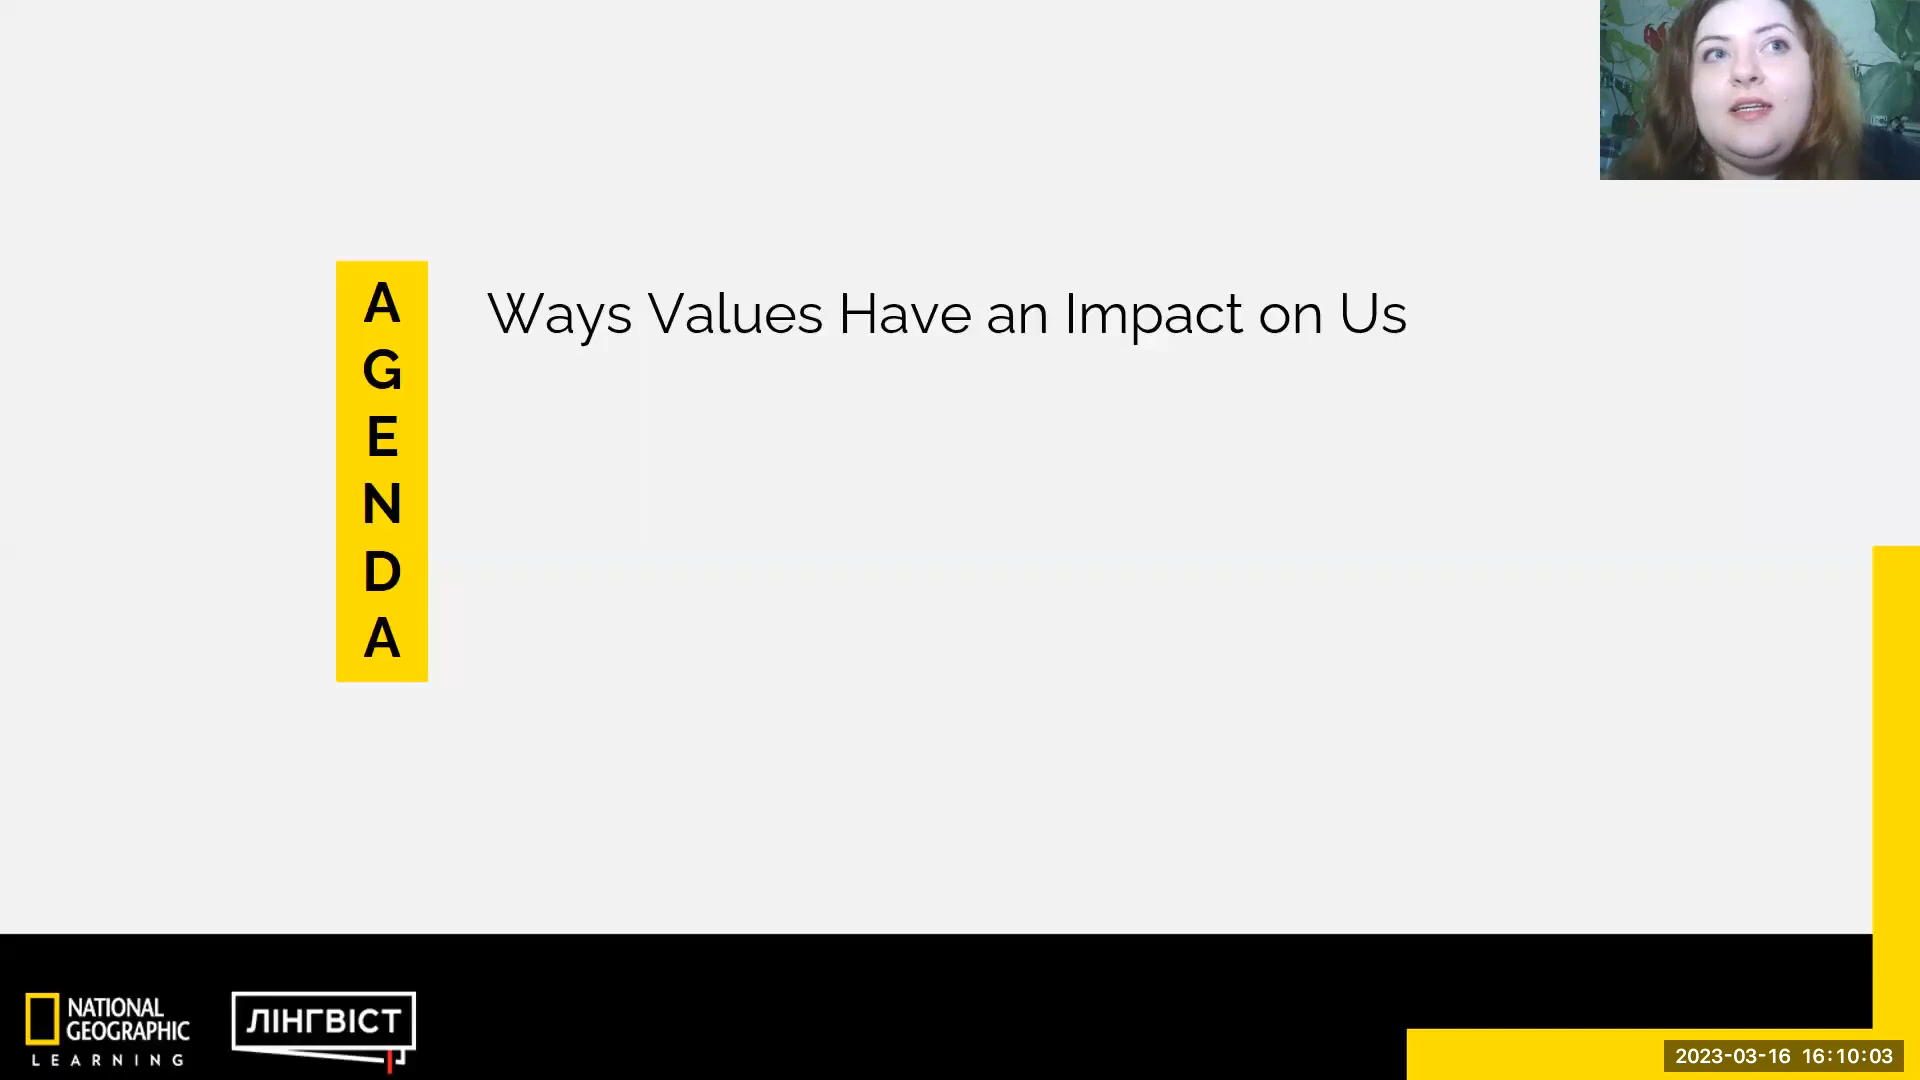 A
G
E
N
D
A
Ways Values Have an Impact on Us
NATIONAL
GEOGRAPHIC
LEARNING
ЛІНГВІСТ
2023-03-16 16:10:03